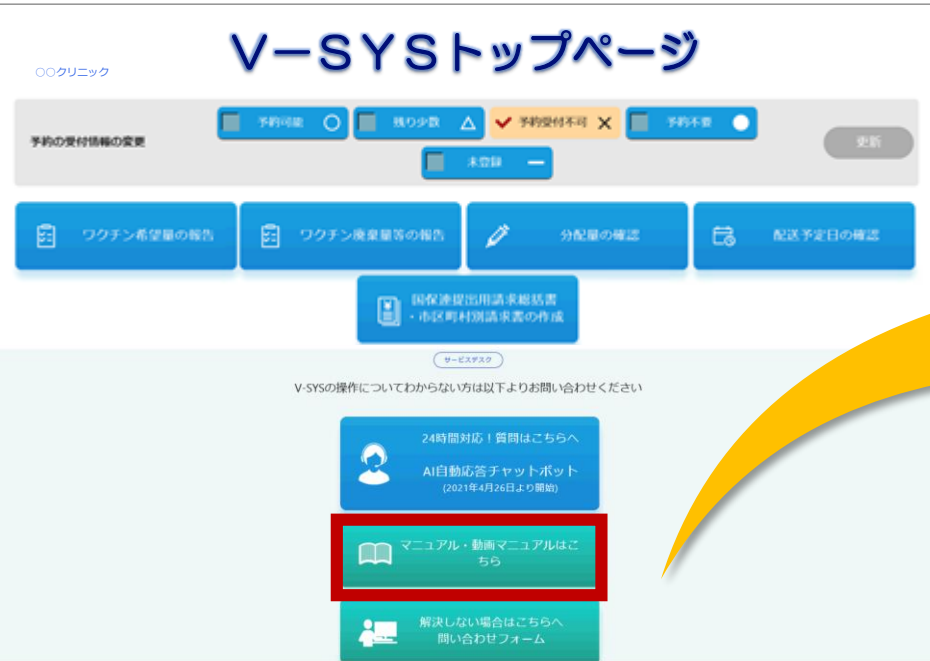 V－SYSトップページ
○○クリニック
予約の受付情報の変更
予約可能 ○
残り少数 △
予約受付不可 ×
予約不要 ●
未登録 ー
更新
ワクチン希望量の報告
ワクチン廃棄量等の報告
分配量の確認
配送予定日の確認
国保連提出用請求総括書
・市区町村別請求書の作成
サービスデスク
V-SYSの操作についてわからない方は以下よりお問い合わせください
24時間対応！質問はこちらへ
AI自動応答チャットボット
(2021年4月26日より開始)
マニュアル・動画マニュアルはこ
ちら
解決しない場合はこちらへ
問い合わせフォーム